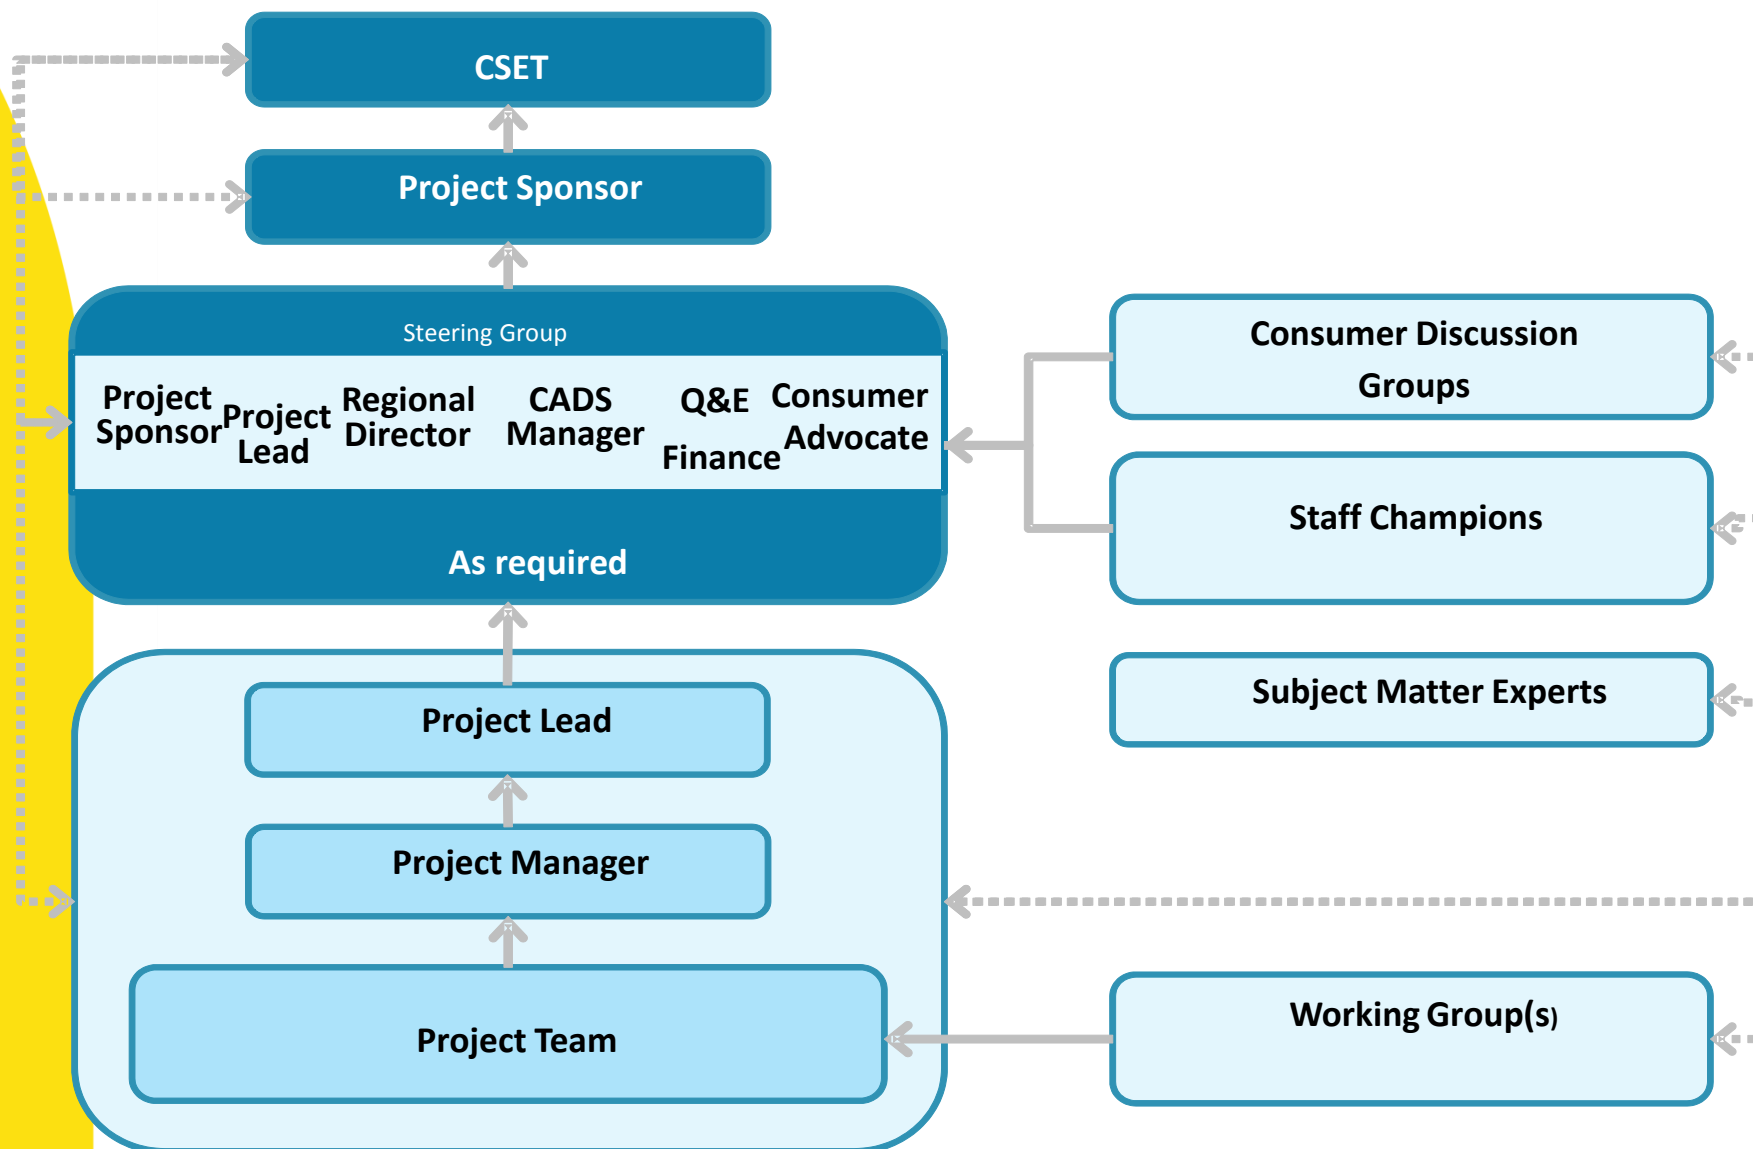 CSET
Project Sponsor
Steering Group
Project
Sponsor
Project
Lead
Regional
Director
CADS
Manager
Q&E
Finance
Consumer
Advocate
As required
Consumer Discussion
Groups
Staff Champions
Subject Matter Experts
Project Lead
Project Manager
Project Team
Working Group(s)